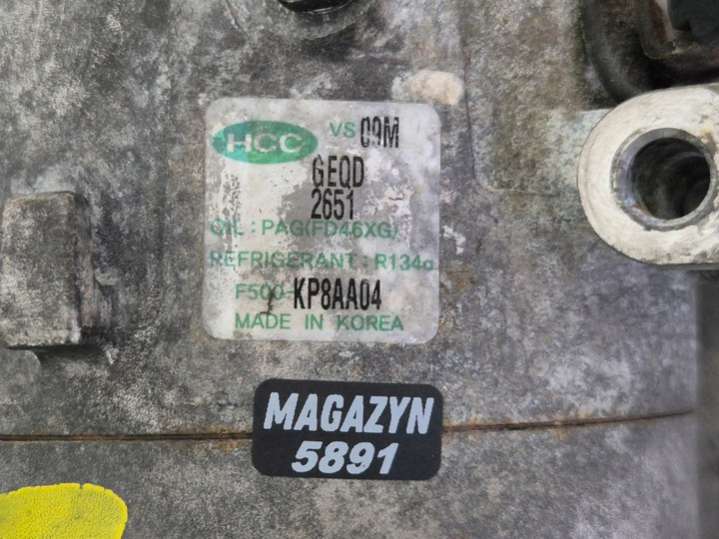 HCC VS 09M
GEQD
2651
OIL : PAG(FD46XG)
REFRIGERANT : R134a
F500-KP8AA04
MADE IN KOREA
MAGAZYN
5891